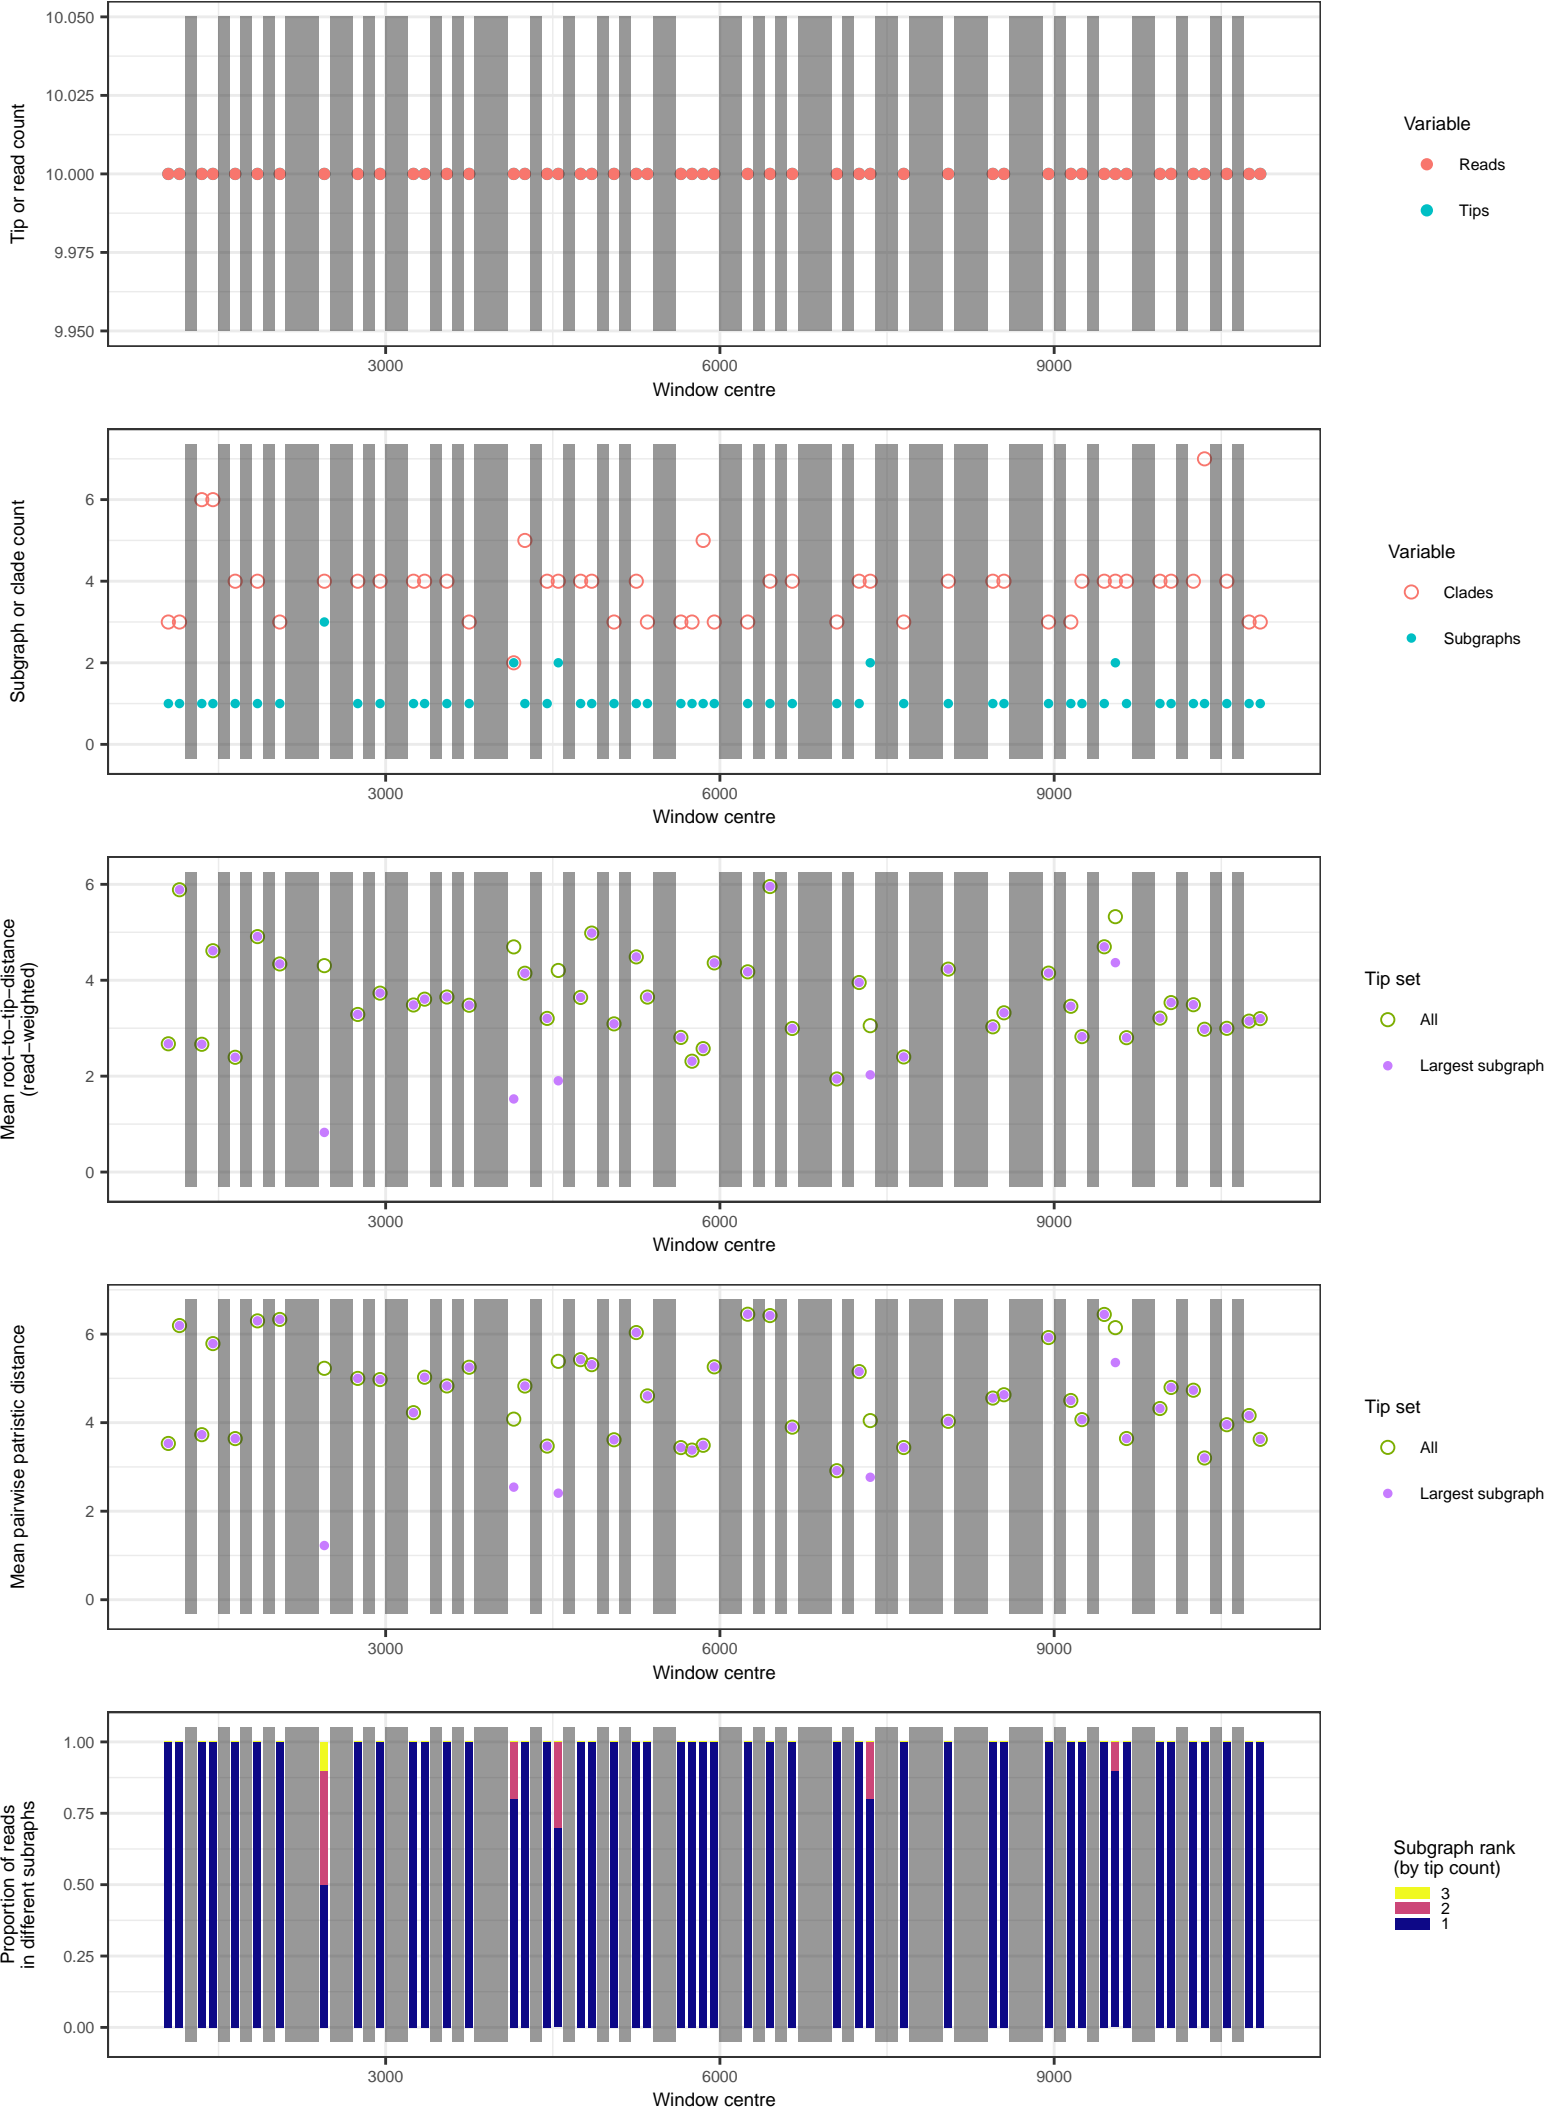 10.050
10.025
10.000
9.975
9.950
Tip or read count
3000
6000
9000
Window centre
Variable
Reads
Tips
6
4
2
0
Subgraph or clade count
3000
6000
9000
Window centre
Variable
Clades
Subgraphs
6
4
2
0
Mean root−to−tip−distance
(read−weighted)
3000
6000
9000
Window centre
Tip set
All
Largest subgraph
6
4
2
0
Mean pairwise patristic distance
3000
6000
9000
Window centre
Tip set
All
Largest subgraph
1.00
0.75
0.50
0.25
0.00
Proportion of reads
in different subraphs
3000
6000
9000
Window centre
Subgraph rank
(by tip count)
3
2
1